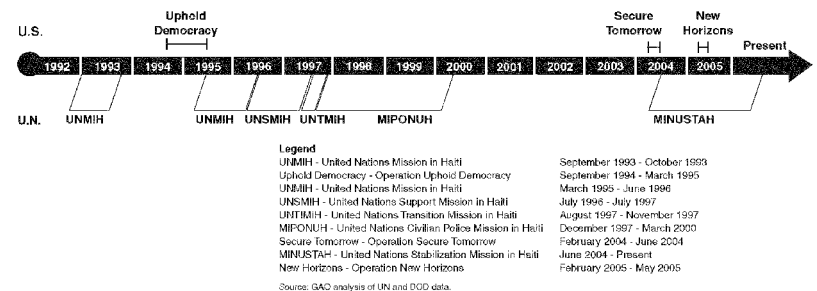 Uphold Democracy
Secure Tomorrow
New Horizons
U.S.
Present
1992 1993 1994 1995 1996 1997 1998 1999 2000 2001 2002 2003 2004 2005
U.N. UNMIH UNMIH UNSMIH UNTMIH MIPONUH MINUSTAH
Legend
UNMIH - United Nations Mission in Haiti September 1993 - October 1993
Uphold Democracy - Operation Uphold Democracy September 1994 - March 1995
UNMIH - United Nations Mission in Haiti March 1995 - June 1996
UNSMIH - United Nations Support Mission in Haiti July 1996 - July 1997
UNTIMIH - United Nations Transition Mission in Haiti August 1997 - November 1997
MIPONUH - United Nations Civilian Police Mission in Haiti December 1997 - March 2000
Secure Tomorrow - Operation Secure Tomorrow February 2004 - June 2004
MINUSTAH - United Nations Stabilization Mission in Haiti June 2004 - Present
New Horizons - Operation New Horizons February 2005 - May 2005
Source: GAO analysis of UN and DOD data.